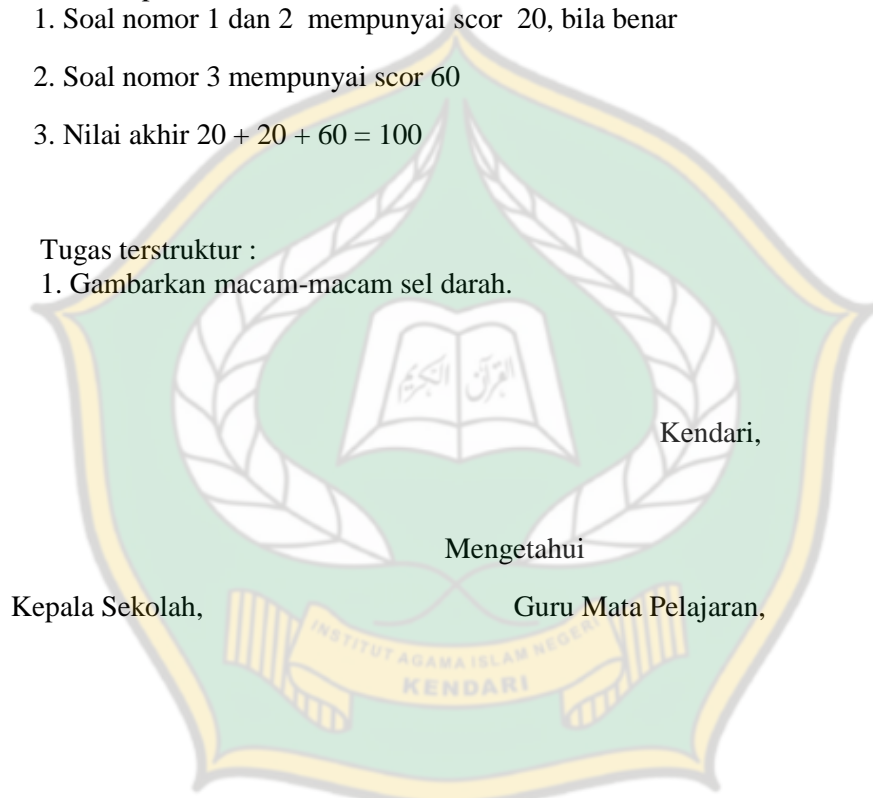 1. Soal nomor 1 dan 2 mempunyai scor 20, bila benar
2. Soal nomor 3 mempunyai scor 60
3. Nilai akhir 20 + 20 + 60 = 100
Tugas terstruktur :
1. Gambarkan macam-macam sel darah.
القرآن الكريم
Kendari,
Mengetahui
Kepala Sekolah,
Guru Mata Pelajaran,
INSTITUT AGAMA ISLAM NEGERI
KENDARI